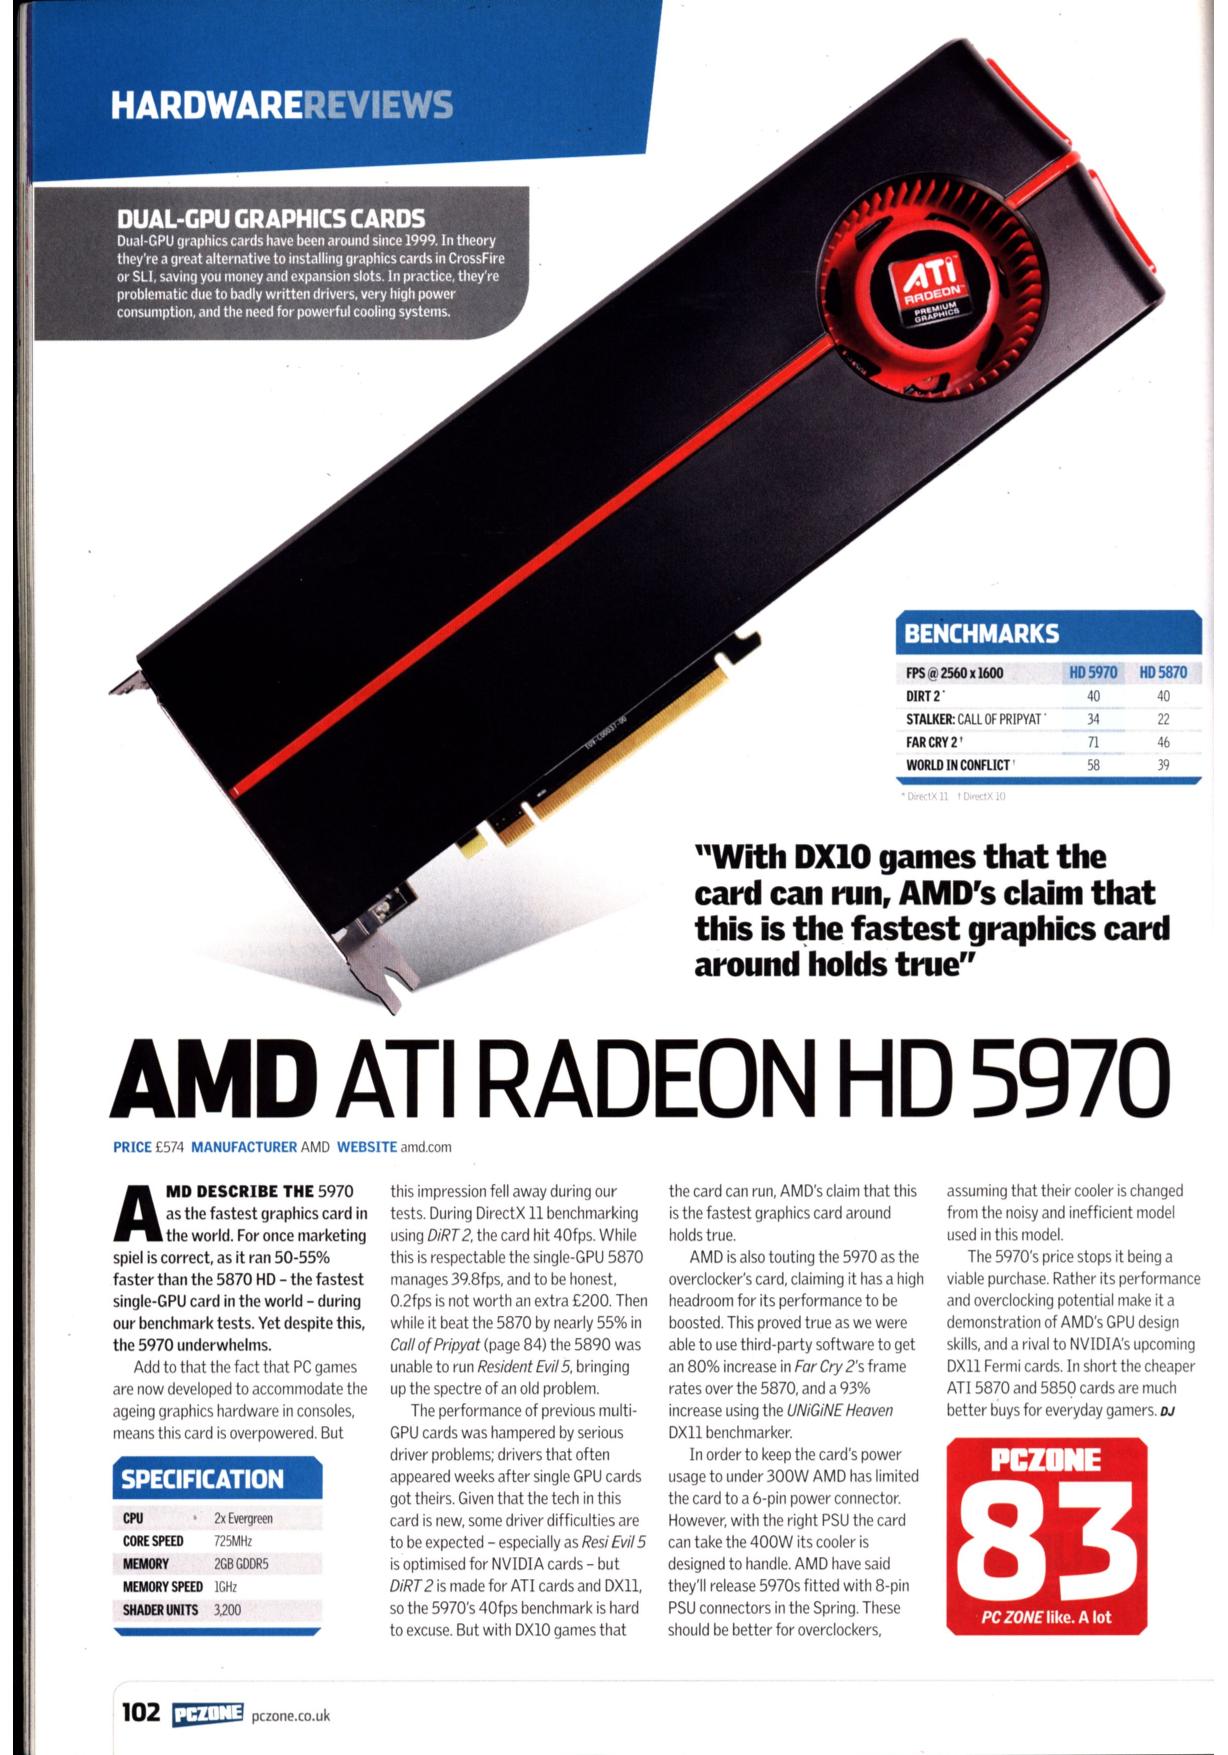 HARDWAREREVIEWS
DUAL-GPU GRAPHICS CARDS
Dual-GPU graphics cards have been around since 1999. In theory
they're a great alternative to installing graphics cards in CrossFire
or SLI, saving you money and expansion slots. In practice, they're
problematic due to badly written drivers, very high power
consumption, and the need for powerful cooling systems.
ATI
RADEON™
PREMIUM
GRAPHICS
BENCHMARKS
FPS @ 2560 x 1600 HD 5970 HD 5870
DIRT 2* 40 40
STALKER: CALL OF PRIPYAT* 34 22
FAR CRY 2† 71 46
WORLD IN CONFLICT† 58 39
* DirectX 11 † DirectX 10
"With DX10 games that the
card can run, AMD's claim that
this is the fastest graphics card
around holds true"
AMD ATI RADEON HD 5970
PRICE £574 MANUFACTURER AMD WEBSITE amd.com
AMD DESCRIBE THE 5970
as the fastest graphics card in
the world. For once marketing
spiel is correct, as it ran 50-55%
faster than the 5870 HD – the fastest
single-GPU card in the world – during
our benchmark tests. Yet despite this,
the 5970 underwhelms.
Add to that the fact that PC games
are now developed to accommodate the
ageing graphics hardware in consoles,
means this card is overpowered. But
SPECIFICATION
CPU 2x Evergreen
CORE SPEED 725MHz
MEMORY 2GB GDDR5
MEMORY SPEED 1GHz
SHADER UNITS 3,200
this impression fell away during our
tests. During DirectX 11 benchmarking
using DiRT 2, the card hit 40fps. While
this is respectable the single-GPU 5870
manages 39.8fps, and to be honest,
0.2fps is not worth an extra £200. Then
while it beat the 5870 by nearly 55% in
Call of Pripyat (page 84) the 5890 was
unable to run Resident Evil 5, bringing
up the spectre of an old problem.
The performance of previous multi-
GPU cards was hampered by serious
driver problems; drivers that often
appeared weeks after single GPU cards
got theirs. Given that the tech in this
card is new, some driver difficulties are
to be expected – especially as Resi Evil 5
is optimised for NVIDIA cards – but
DiRT 2 is made for ATI cards and DX11,
so the 5970's 40fps benchmark is hard
to excuse. But with DX10 games that
the card can run, AMD's claim that this
is the fastest graphics card around
holds true.
AMD is also touting the 5970 as the
overclocker's card, claiming it has a high
headroom for its performance to be
boosted. This proved true as we were
able to use third-party software to get
an 80% increase in Far Cry 2's frame
rates over the 5870, and a 93%
increase using the UNiGiNE Heaven
DX11 benchmarker.
In order to keep the card's power
usage to under 300W AMD has limited
the card to a 6-pin power connector.
However, with the right PSU the card
can take the 400W its cooler is
designed to handle. AMD have said
they'll release 5970s fitted with 8-pin
PSU connectors in the Spring. These
should be better for overclockers,
assuming that their cooler is changed
from the noisy and inefficient model
used in this model.
The 5970's price stops it being a
viable purchase. Rather its performance
and overclocking potential make it a
demonstration of AMD's GPU design
skills, and a rival to NVIDIA's upcoming
DX11 Fermi cards. In short the cheaper
ATI 5870 and 5850 cards are much
better buys for everyday gamers. DJ
PCZONE
83
PC ZONE like. A lot
102 PCZONE pczone.co.uk